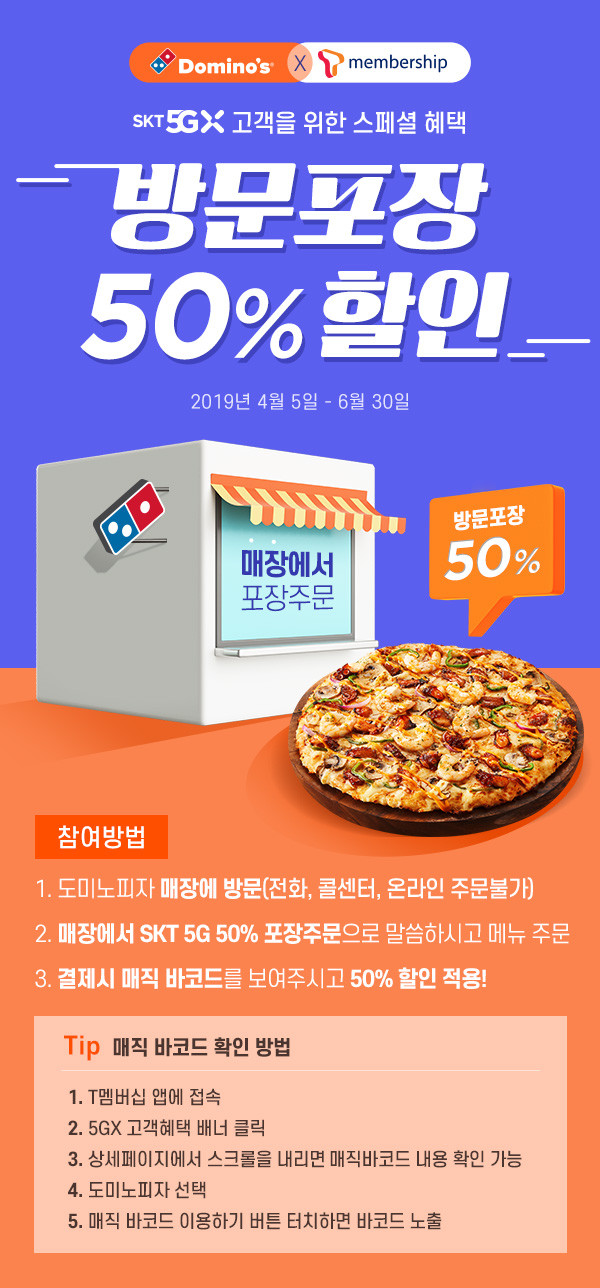 Domino's X T membership
SKT 5GX 고객을 위한 스페셜 혜택
방문포장
50% 할인
2019년 4월 5일 - 6월 30일
방문포장
50%
매장에서
포장주문
참여방법
1. 도미노피자 매장에 방문(전화, 콜센터, 온라인 주문불가)
2. 매장에서 SKT 5G 50% 포장주문으로 말씀하시고 메뉴 주문
3. 결제시 매직 바코드를 보여주시고 50% 할인 적용!
Tip 매직 바코드 확인 방법
1. T멤버십 앱에 접속
2. 5GX 고객혜택 배너 클릭
3. 상세페이지에서 스크롤을 내리면 매직바코드 내용 확인 가능
4. 도미노피자 선택
5. 매직 바코드 이용하기 버튼 터치하면 바코드 노출